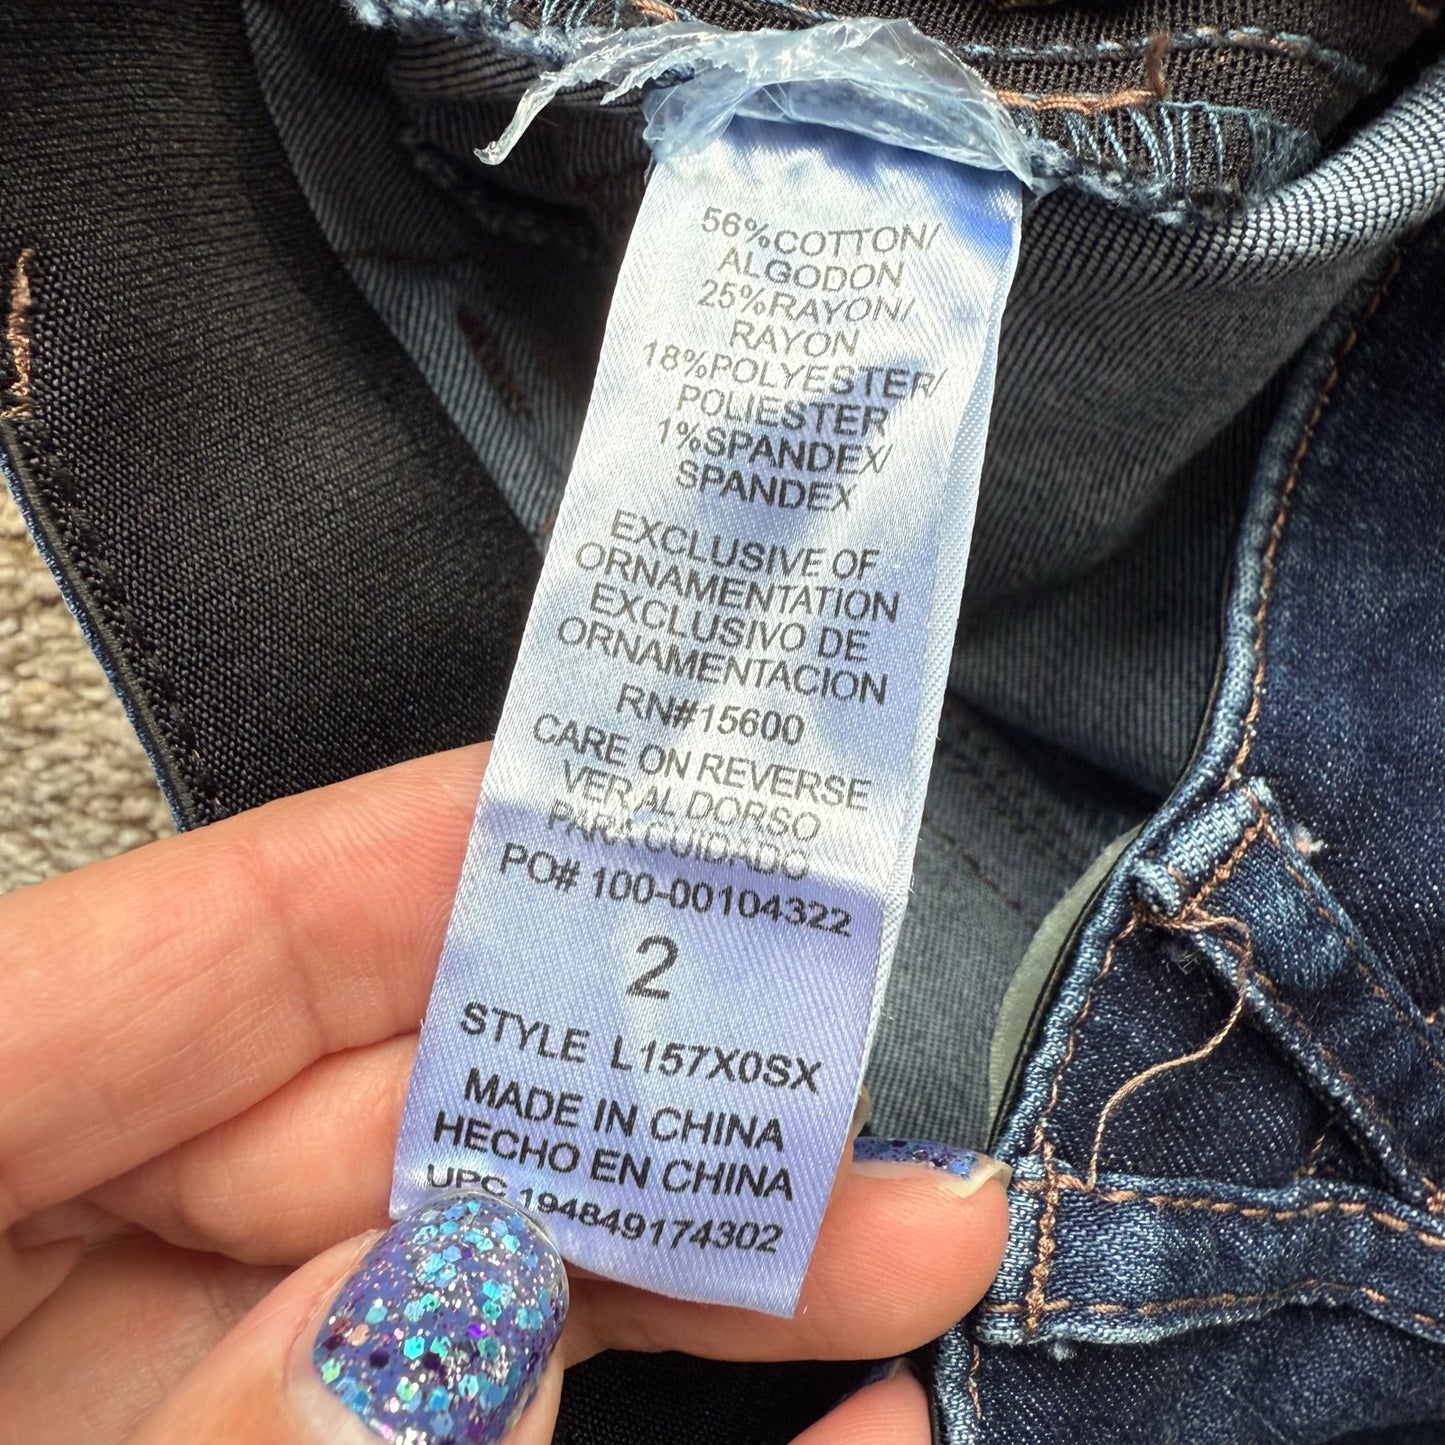 56%COTTON/
ALGODON
25%RAYON/
RAYON
18%POLYESTER/
POLIESTER
1%SPANDEX/
SPANDEX
EXCLUSIVE OF
ORNAMENTATION
EXCLUSIVO DE
ORNAMENTACION
RN#15600
CARE ON REVERSE
VER AL DORSO
PARA CUIDADO
PO# 100-00104322
2
STYLE L157X0SX
MADE IN CHINA
HECHO EN CHINA
UPC 194849174302